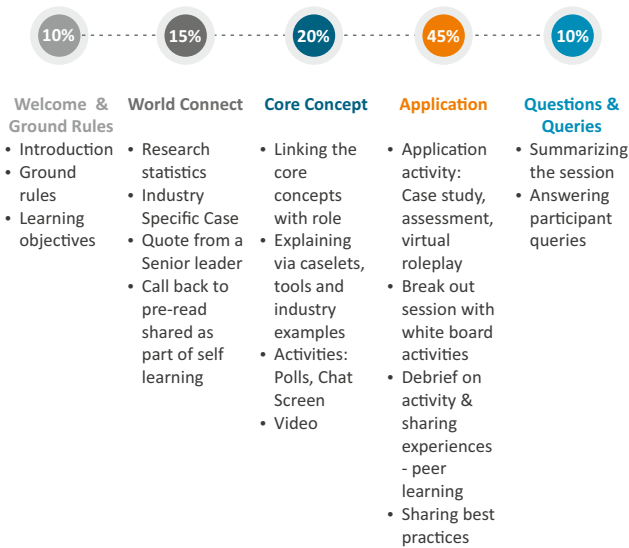 10%
15%
20%
45%
10%
Welcome &
Ground Rules
• Introduction
• Ground
rules
• Learning
objectives
World Connect
• Research
statistics
• Industry
Specific Case
• Quote from a
Senior leader
• Call back to
pre-read
shared as
part of self
learning
Core Concept
• Linking the
core
concepts
with role
• Explaining
via caselets,
tools and
industry
examples
• Activities:
Polls, Chat
Screen
• Video
Application
• Application
activity:
Case study,
assessment,
virtual
roleplay
• Break out
session with
white board
activities
• Debrief on
activity &
sharing
experiences
- peer
learning
• Sharing best
practices
Questions &
Queries
• Summarizing
the session
• Answering
participant
queries